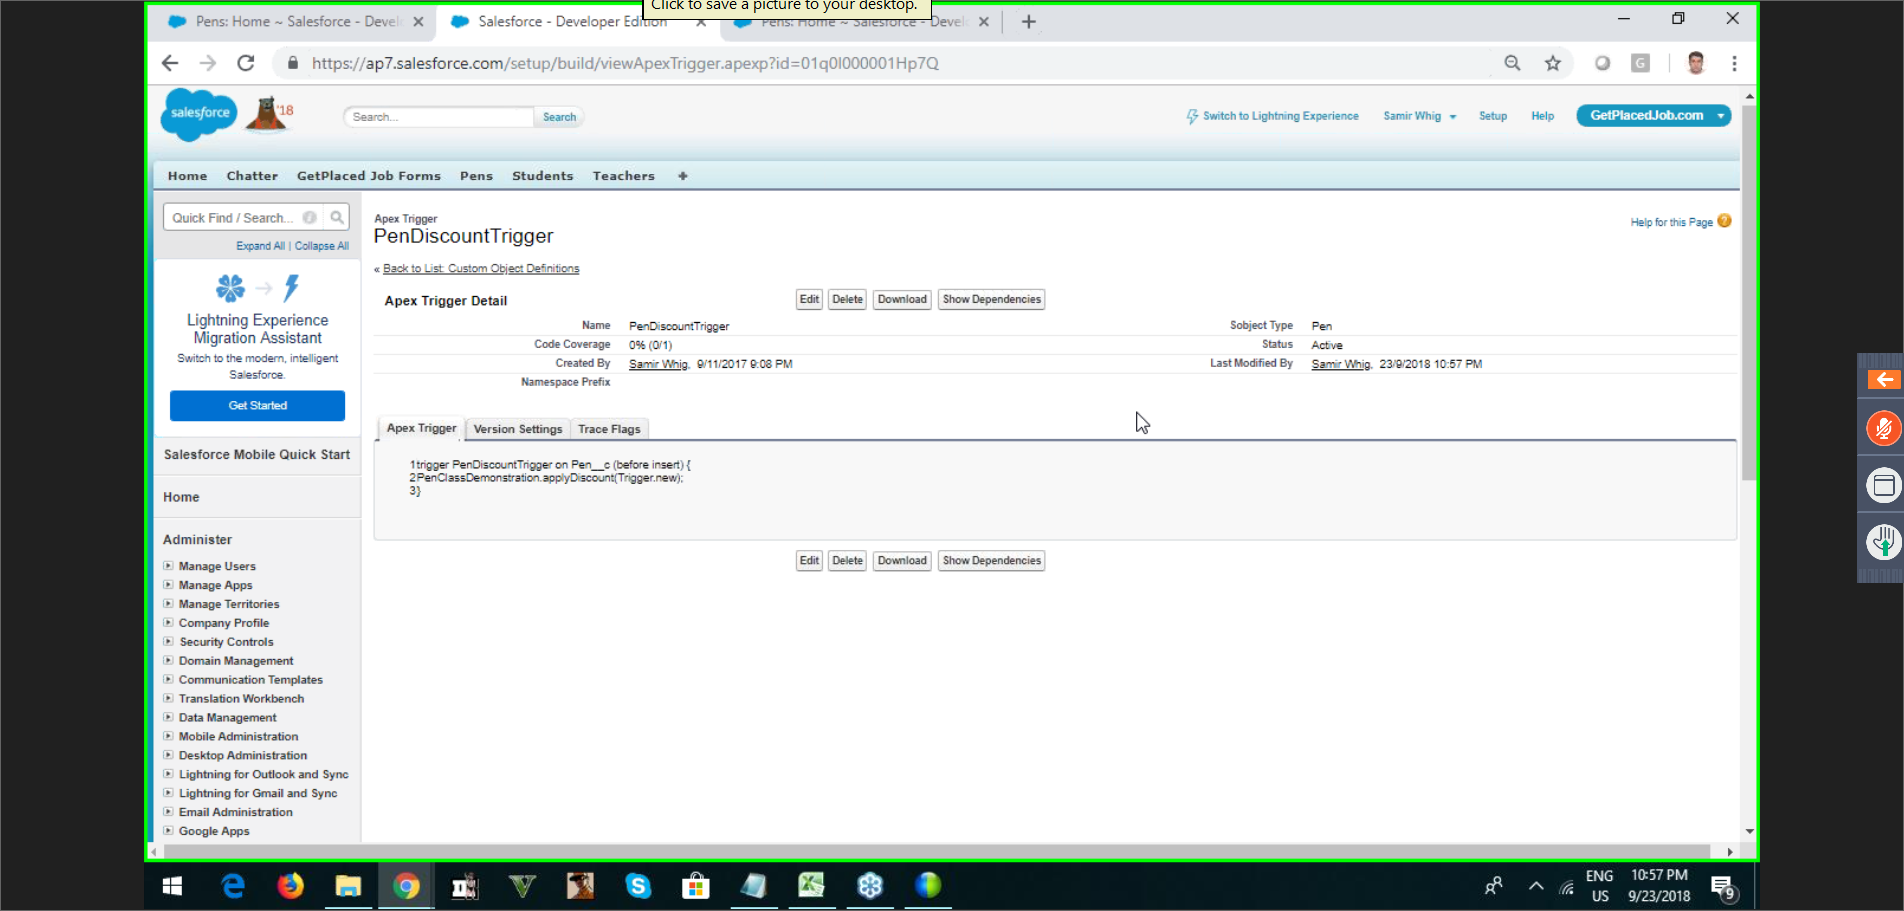 Click to save a picture to your desktop.
Pens: Home ~ Salesforce - Devel
Salesforce - Developer Edition
Pens: Home ~ Salesforce - Devel
https://ap7.salesforce.com/setup/build/viewApexTrigger.apexp?id=01q0I000001Hp7Q
G
salesforce
'18
Search...
Search
Switch to Lightning Experience
Samir Whig
Setup
Help
GetPlacedJob.com
Home Chatter GetPlaced Job Forms Pens Students Teachers +
Quick Find / Search...
Expand All | Collapse All
Lightning Experience
Migration Assistant
Switch to the modern, intelligent
Salesforce.
Get Started
Salesforce Mobile Quick Start
Home
Administer
Manage Users
Manage Apps
Manage Territories
Company Profile
Security Controls
Domain Management
Communication Templates
Translation Workbench
Data Management
Mobile Administration
Desktop Administration
Lightning for Outlook and Sync
Lightning for Gmail and Sync
Email Administration
Google Apps
Apex Trigger
PenDiscountTrigger
Help for this Page ?
« Back to List: Custom Object Definitions
Apex Trigger Detail
Edit Delete Download Show Dependencies
Name PenDiscountTrigger
Sobject Type Pen
Code Coverage 0% (0/1)
Status Active
Created By Samir Whig, 9/11/2017 9:08 PM
Last Modified By Samir Whig, 23/9/2018 10:57 PM
Namespace Prefix
Apex Trigger Version Settings Trace Flags
1trigger PenDiscountTrigger on Pen__c (before insert) {
2PenClassDemonstration.applyDiscount(Trigger.new);
3}
Edit Delete Download Show Dependencies
ENG
US
10:57 PM
9/23/2018
9